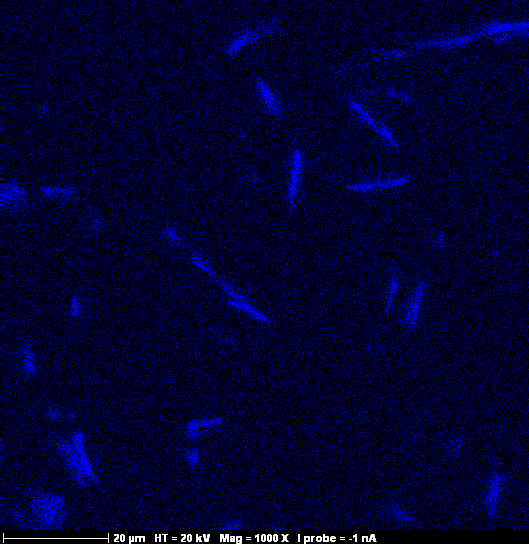 20 µm HT = 20 kV Mag = 1000 X I probe = -1 nA